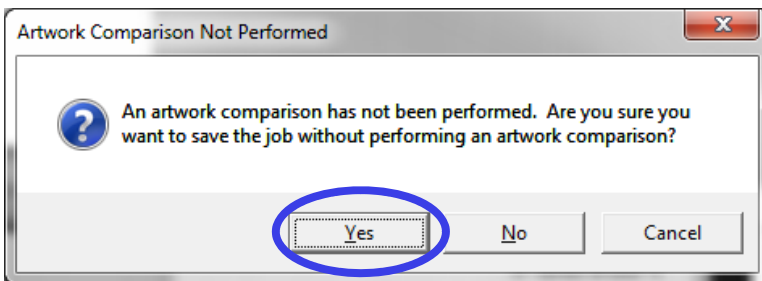 Artwork Comparison Not Performed
An artwork comparison has not been performed.  Are you sure you
want to save the job without performing an artwork comparison?
Yes No Cancel